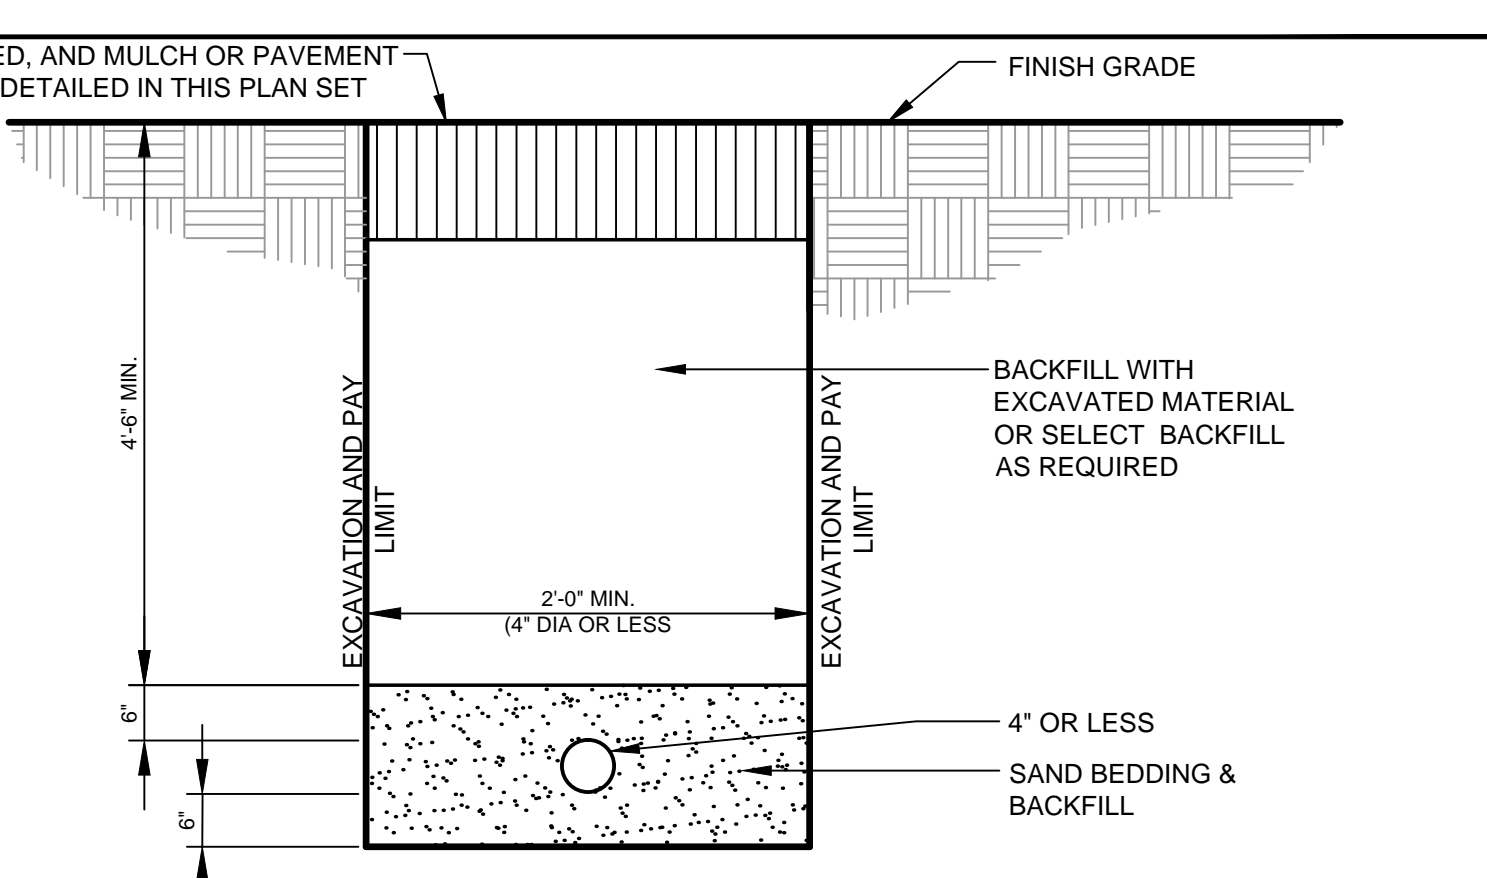 ED, AND MULCH OR PAVEMENT
DETAILED IN THIS PLAN SET
FINISH GRADE
4'-6" MIN.
EXCAVATION AND PAY
LIMIT
BACKFILL WITH
EXCAVATED MATERIAL
OR SELECT BACKFILL
AS REQUIRED
EXCAVATION AND PAY
LIMIT
2'-0" MIN.
(4" DIA OR LESS
6"
4" OR LESS
SAND BEDDING &
BACKFILL
6"